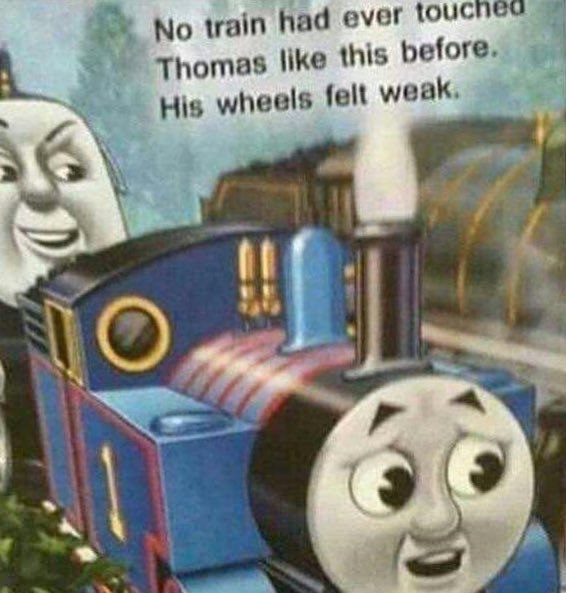 No train had ever touched
Thomas like this before.
His wheels felt weak.